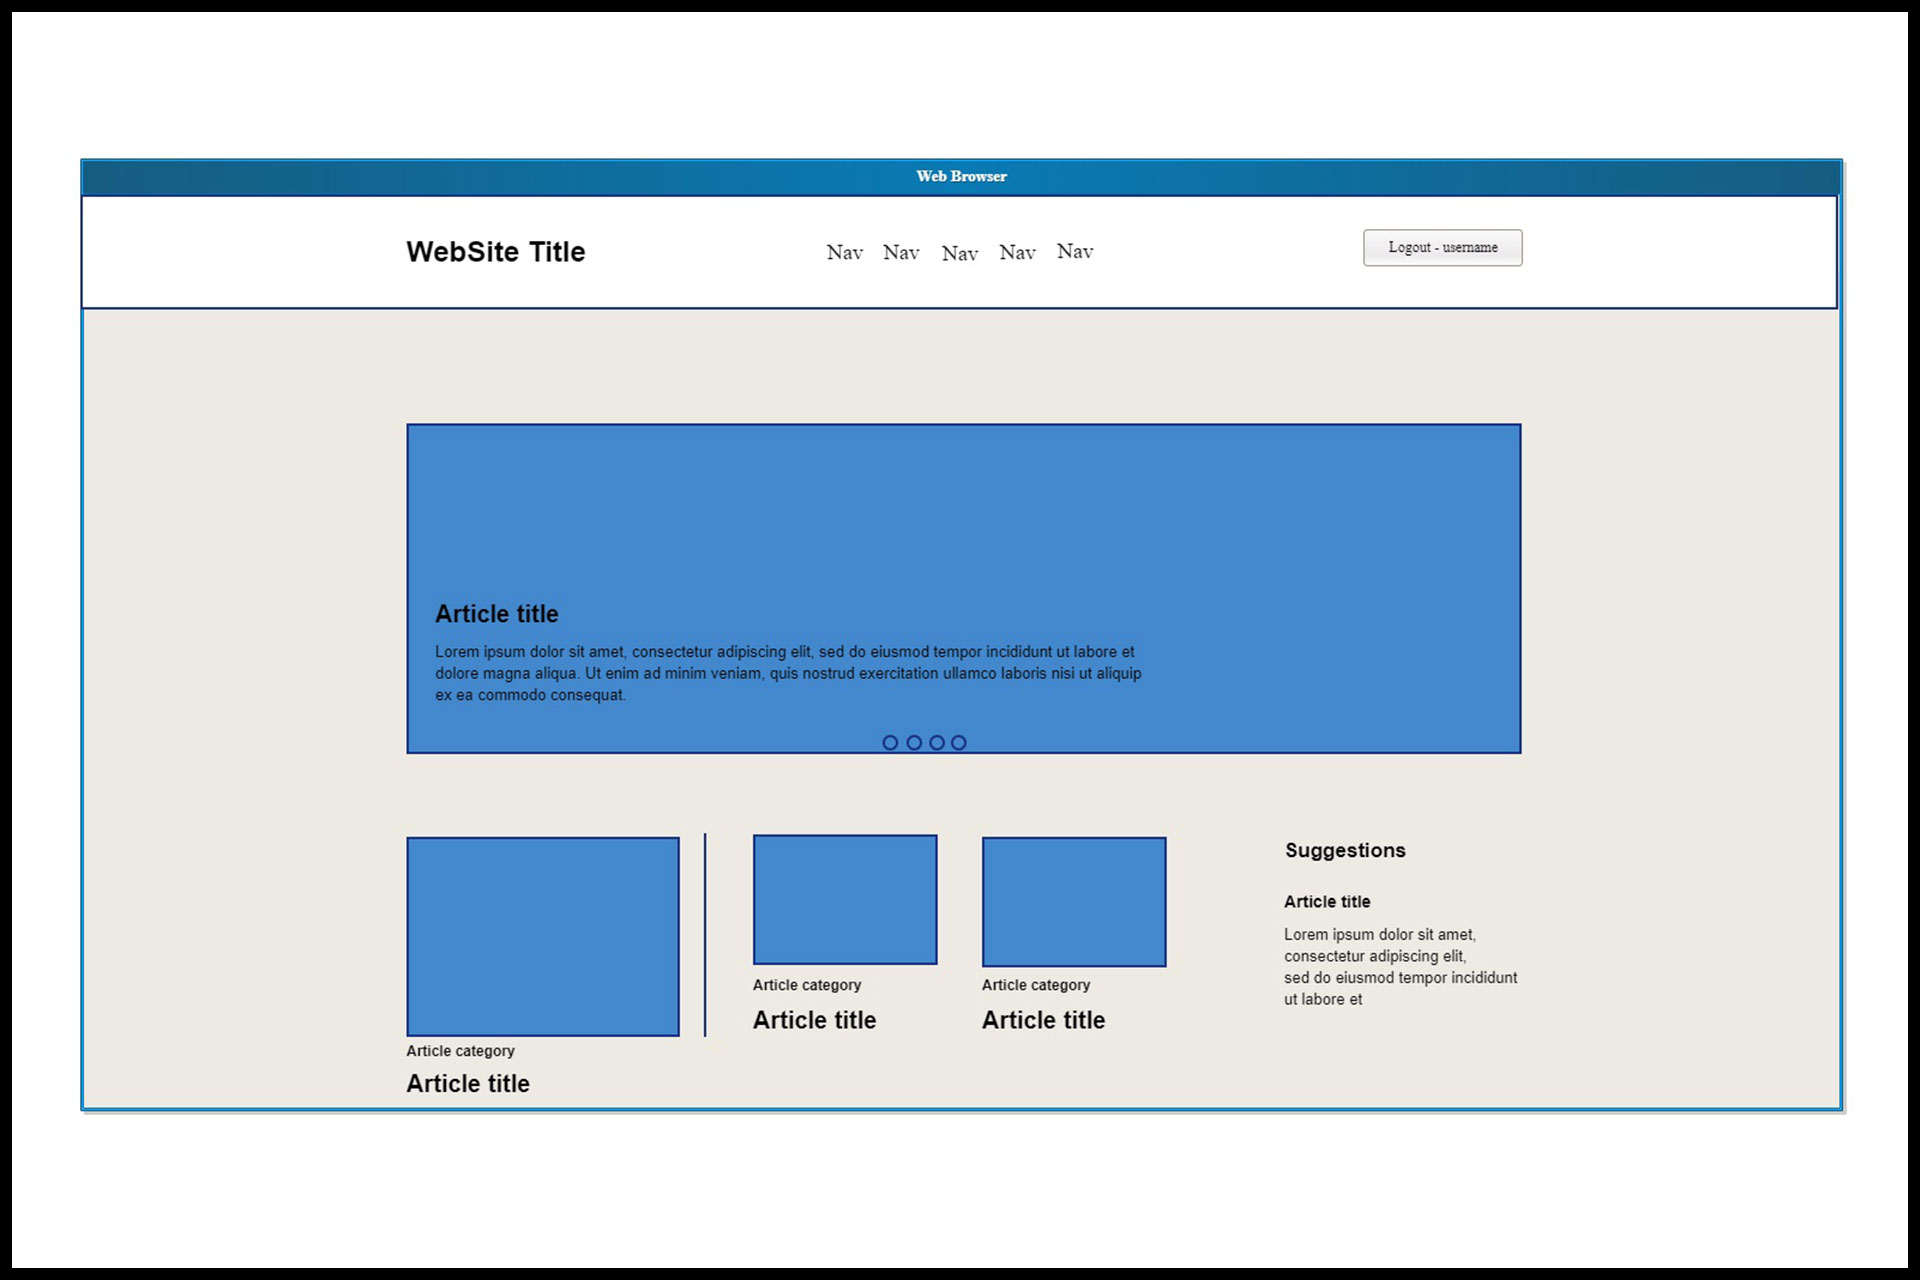 Web Browser
WebSite Title
Nav Nav Nav Nav Nav
Logout - username
Article title
Lorem ipsum dolor sit amet, consectetur adipiscing elit, sed do eiusmod tempor incididunt ut labore et
dolore magna aliqua. Ut enim ad minim veniam, quis nostrud exercitation ullamco laboris nisi ut aliquip
ex ea commodo consequat.
Article category
Article title
Article category
Article title
Article category
Article title
Suggestions
Article title
Lorem ipsum dolor sit amet,
consectetur adipiscing elit,
sed do eiusmod tempor incididunt
ut labore et